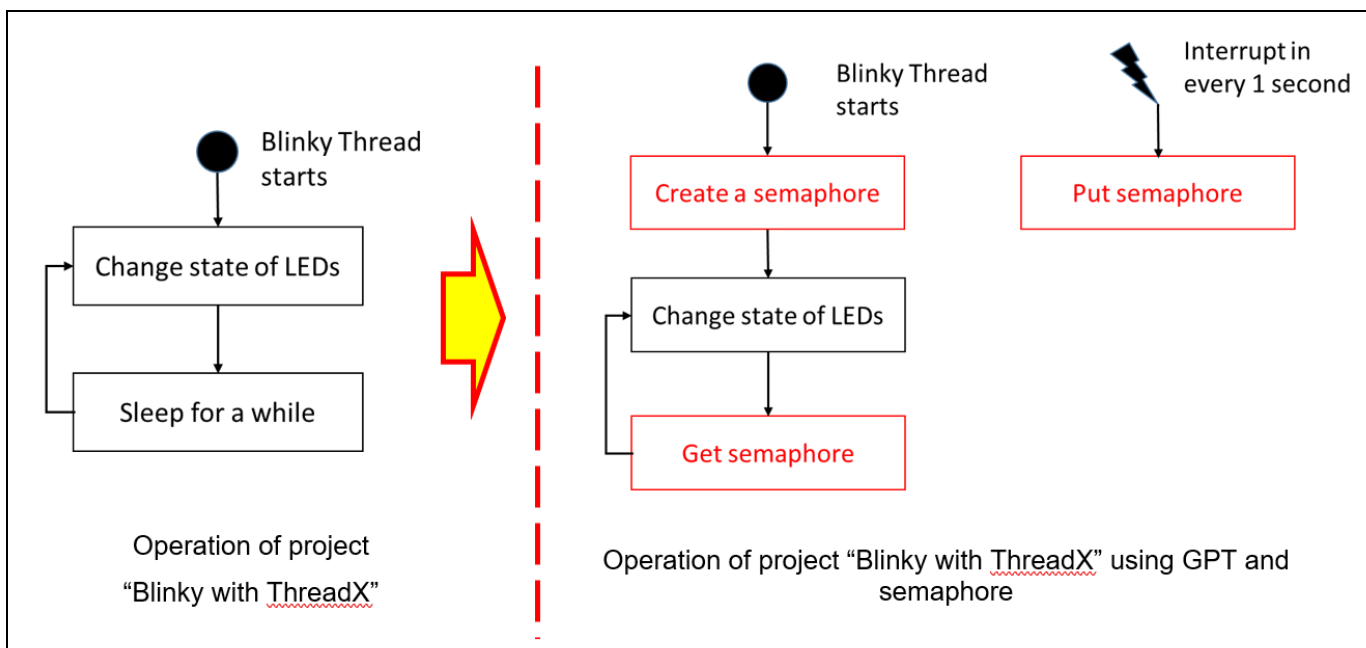 Blinky Thread
starts
Change state of LEDs
Sleep for a while
Operation of project
“Blinky with ThreadX”
Blinky Thread
starts
Interrupt in
every 1 second
Create a semaphore
Put semaphore
Change state of LEDs
Get semaphore
Operation of project “Blinky with ThreadX” using GPT and
semaphore